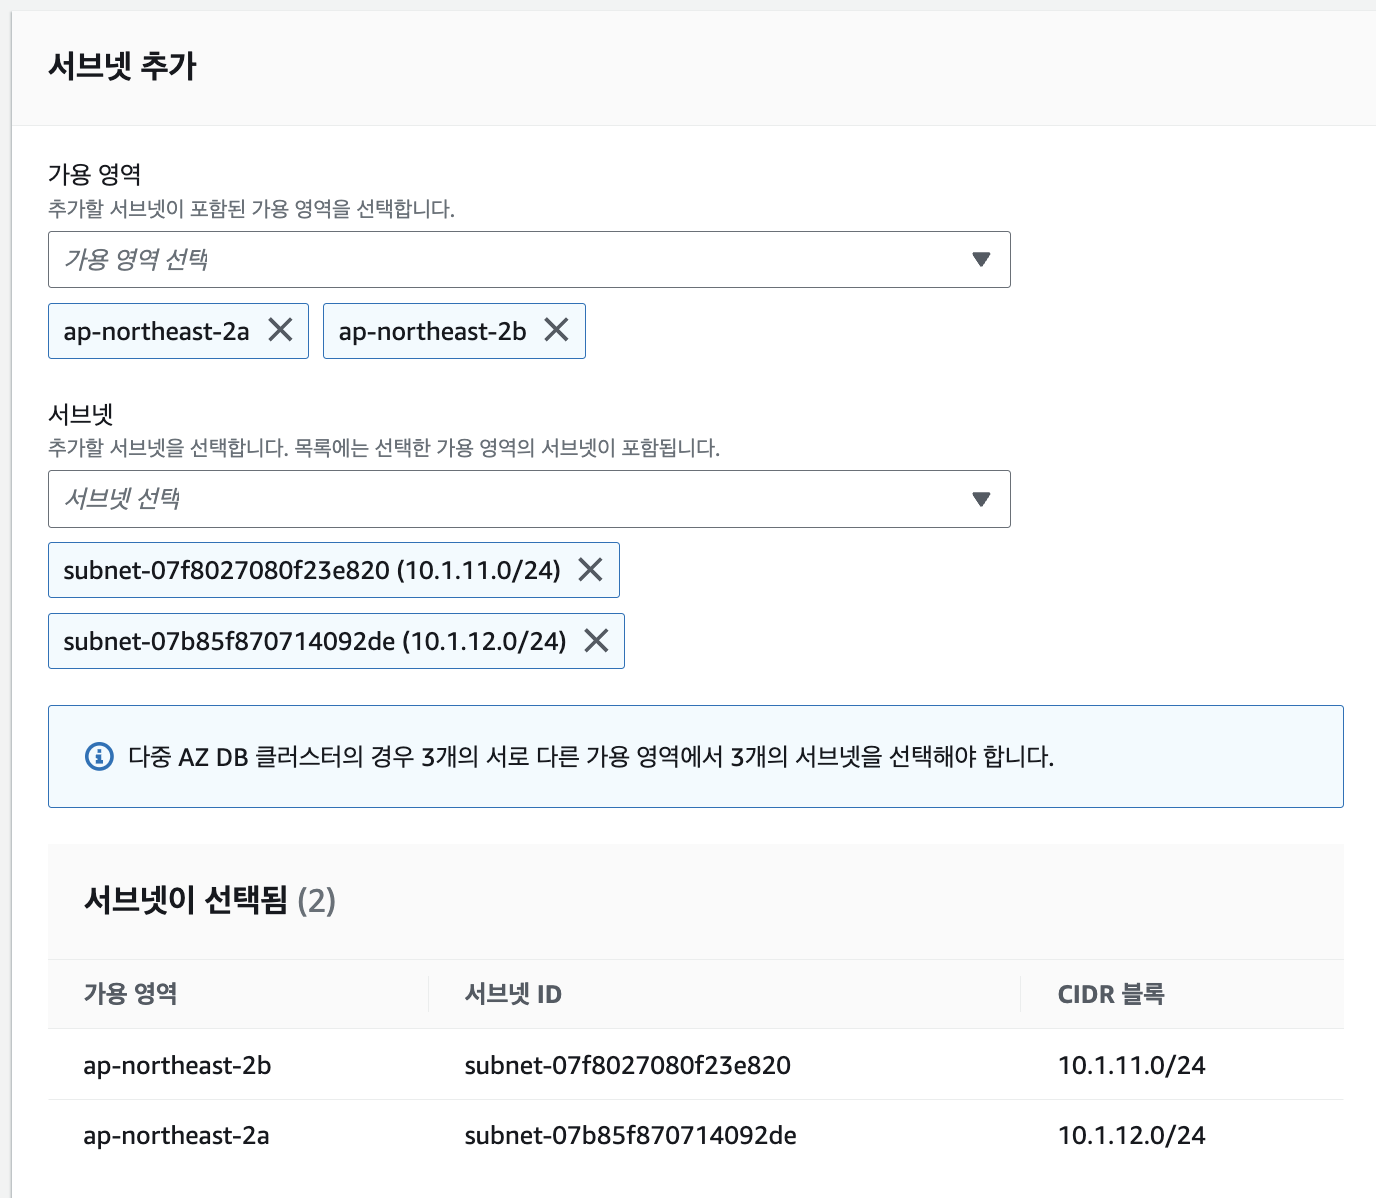 서브넷 추가
가용 영역
추가할 서브넷이 포함된 가용 영역을 선택합니다.
가용 영역 선택
ap-northeast-2a ap-northeast-2b
서브넷
추가할 서브넷을 선택합니다. 목록에는 선택한 가용 영역의 서브넷이 포함됩니다.
서브넷 선택
subnet-07f8027080f23e820 (10.1.11.0/24)
subnet-07b85f870714092de (10.1.12.0/24)
다중 AZ DB 클러스터의 경우 3개의 서로 다른 가용 영역에서 3개의 서브넷을 선택해야 합니다.
서브넷이 선택됨 (2)
가용 영역 서브넷 ID CIDR 블록
ap-northeast-2b subnet-07f8027080f23e820 10.1.11.0/24
ap-northeast-2a subnet-07b85f870714092de 10.1.12.0/24